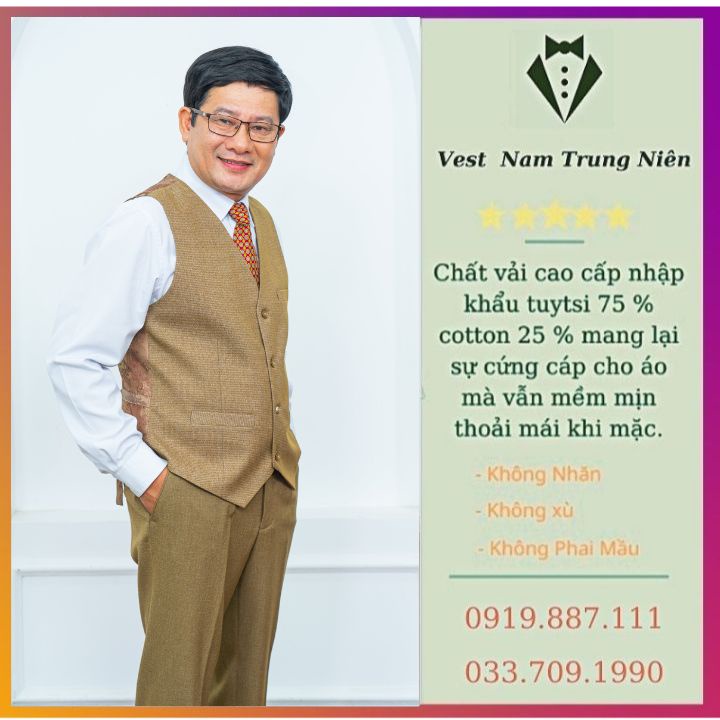 Vest Nam Trung Niên
Chất vải cao cấp nhập
khẩu tuytsi 75 %
cotton 25 % mang lại
sự cứng cáp cho áo
mà vẫn mềm mịn
thoải mái khi mặc.
- Không Nhăn
- Không xù
- Không Phai Mầu
0919.887.111
033.709.1990